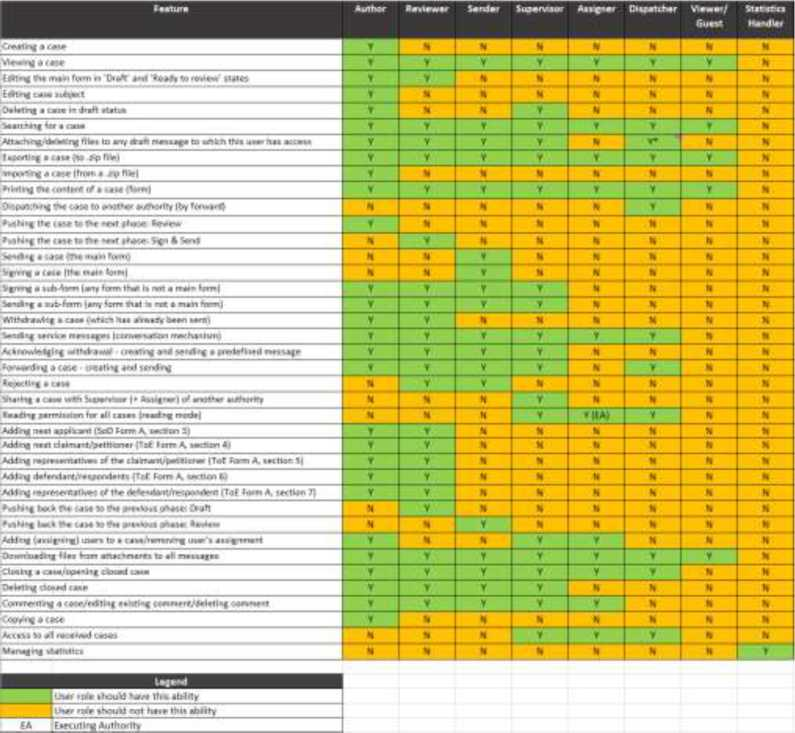 Feature Author Reviewer Sender Supervisor Assigner Dispatcher Viewer/ Guest Statistics Handler
Creating a case Y N N N N N N N
Viewing a case Y Y Y Y Y Y Y N
Editing the main form in 'Draft' and 'Ready to review' states Y Y N N N N N N
Editing case subject Y N N N N N N N
Deleting a case in draft status Y N N Y N N N N
Searching for a case Y Y Y Y Y Y Y N
Attaching/deleting files to any draft message to which this user has access Y Y Y Y N Y* N N
Exporting a case (to .zip file) Y Y Y Y Y Y Y N
Importing a case (from a .zip file) Y N N N N N N N
Printing the content of a case (form) Y Y Y Y Y Y Y N
Dispatching the case to another authority (by forward) N N N N N Y N N
Pushing the case to the next phase: Review Y N N N N N N N
Pushing the case to the next phase: Sign & Send N Y N N N N N N
Sending a case (the main form) N N Y N N N N N
Signing a case (the main form) N N Y N N N N N
Signing a sub-form (any form that is not a main form) Y Y Y Y N N N N
Sending a sub-form (any form that is not a main form) Y Y Y Y N N N N
Withdrawing a case (which has already been sent) Y Y N N N N N N
Sending service messages (conversation mechanism) Y Y Y Y Y Y N N
Acknowledging withdrawal - creating and sending a predefined message Y Y Y Y N N N N
Forwarding a case - creating and sending Y Y Y Y N Y N N
Rejecting a case N Y Y N N N N N
Sharing a case with Supervisor (+ Assigner) of another authority N N N Y N N N N
Reading permission for all cases (reading mode) N N N Y Y (EA) Y N N
Adding next applicant (SoD Form A, section 3) Y Y N N N N N N
Adding next claimant/petitioner (ToE Form A, section 4) Y Y N N N N N N
Adding representatives of the claimant/petitioner (ToE Form A, section 5) Y Y N N N N N N
Adding defendant/respondents (ToE Form A, section 6) Y Y N N N N N N
Adding representatives of the defendant/respondent (ToE Form A, section 7) Y Y N N N N N N
Pushing back the case to the previous phase: Draft N Y N N N N N N
Pushing back the case to the previous phase: Review N N Y N N N N N
Adding (assigning) users to a case/removing user's assignment Y N N Y Y N N N
Downloading files from attachments to all messages Y Y Y Y Y Y Y N
Closing a case/opening closed case Y Y Y Y Y Y N N
Deleting closed case Y Y Y Y N N N N
Commenting a case/editing existing comment/deleting comment Y Y Y Y Y N N N
Copying a case Y N N N N N N N
Access to all received cases N N N Y Y Y N N
Managing statistics N N N N N N N Y
Legend
User role should have this ability
User role should not have this ability
EA Executing Authority